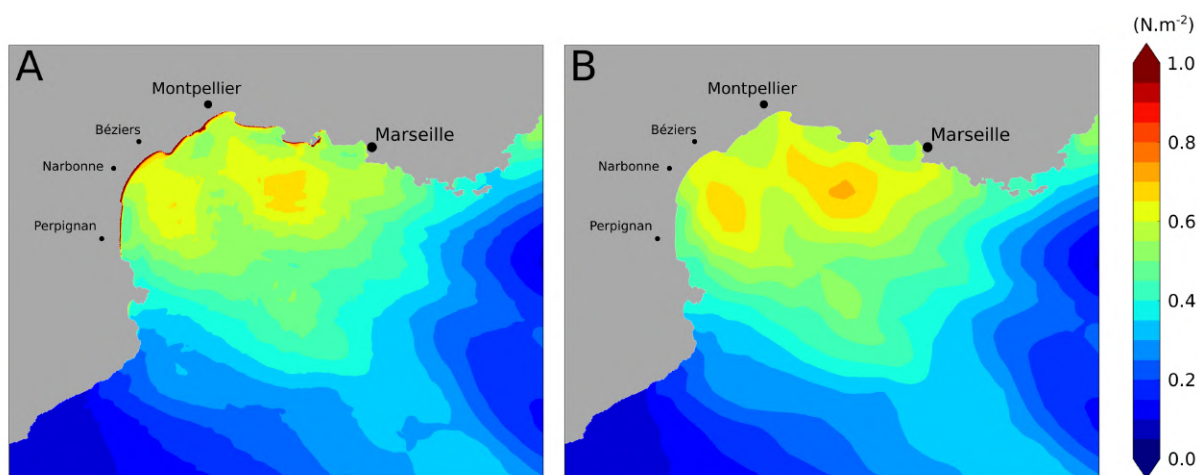 (N.m⁻²)
A
Montpellier
Béziers
Marseille
Narbonne
Perpignan
B
Montpellier
Béziers
Marseille
Narbonne
Perpignan
1.0
0.8
0.6
0.4
0.2
0.0